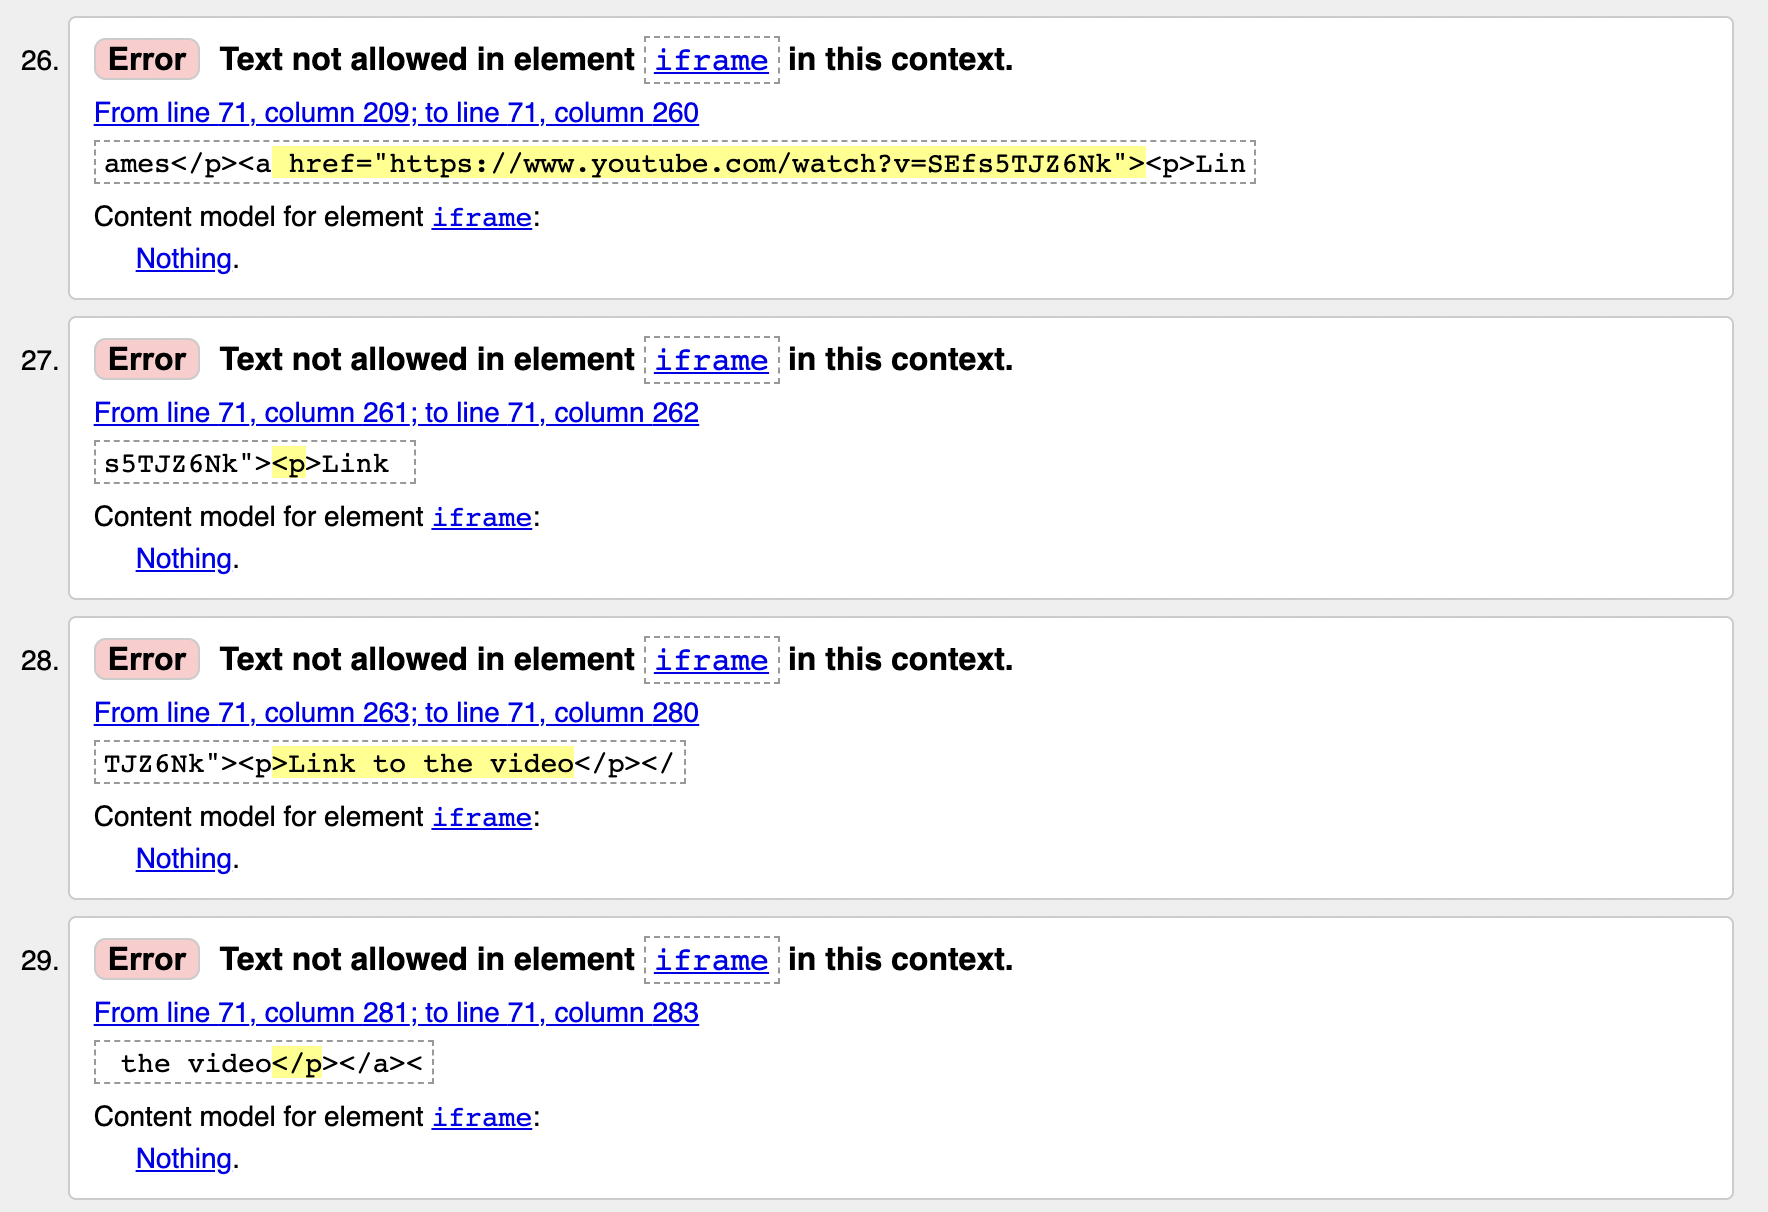 26. Error Text not allowed in element iframe in this context.
From line 71, column 209; to line 71, column 260
ames</p><a href="https://www.youtube.com/watch?v=SEfs5TJZ6Nk"><p>Lin
Content model for element iframe:
Nothing.
27. Error Text not allowed in element iframe in this context.
From line 71, column 261; to line 71, column 262
s5TJZ6Nk"><p>Link
Content model for element iframe:
Nothing.
28. Error Text not allowed in element iframe in this context.
From line 71, column 263; to line 71, column 280
TJZ6Nk"><p>Link to the video</p></
Content model for element iframe:
Nothing.
29. Error Text not allowed in element iframe in this context.
From line 71, column 281; to line 71, column 283
the video</p></a><
Content model for element iframe:
Nothing.